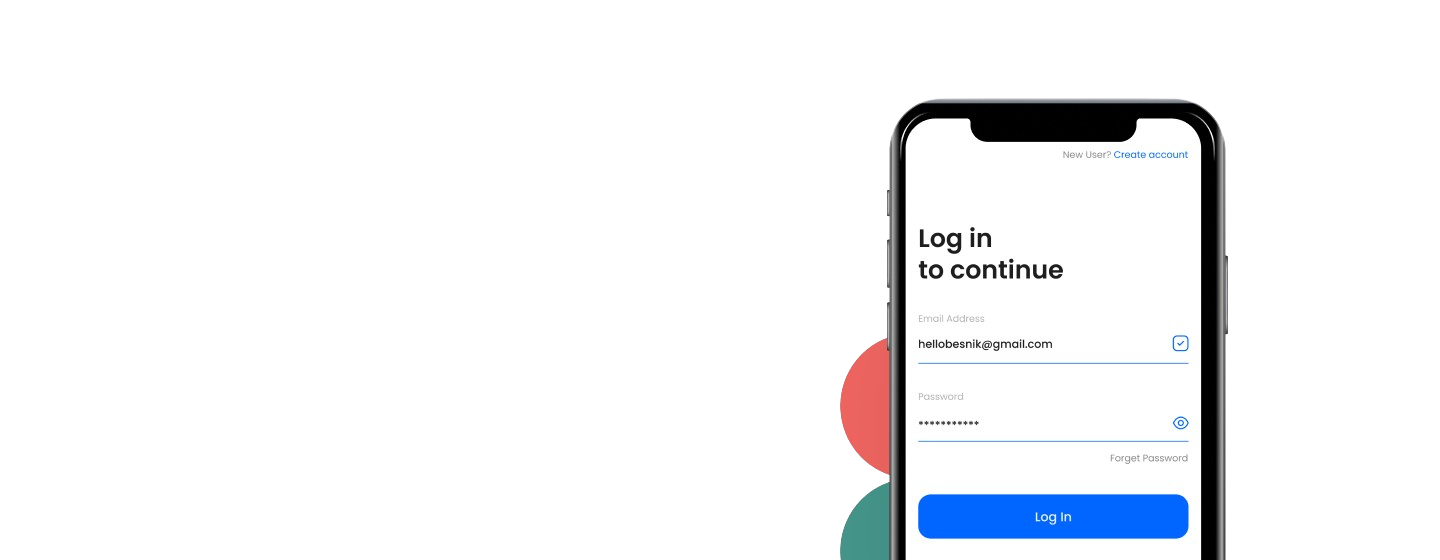 New User? Create account
Log in
to continue
Email Address
hellobesnik@gmail.com
Password
***********
Forget Password
Log In